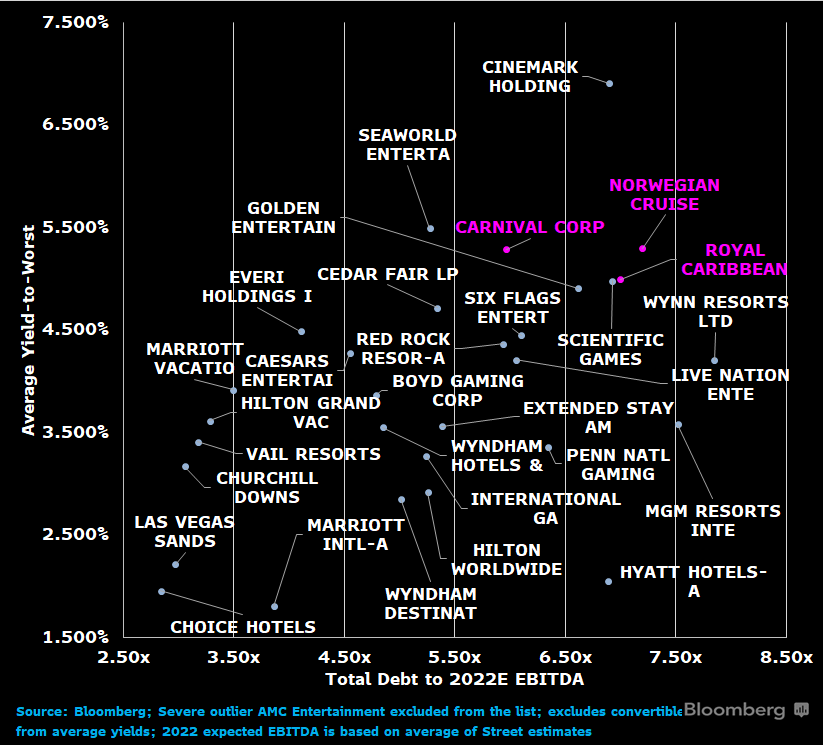 7.500%
CINEMARK
HOLDING
6.500%
SEAWORLD
ENTERTA
NORWEGIAN
CRUISE
GOLDEN
ENTERTAIN
5.500%
CARNIVAL CORP
ROYAL
CARIBBEAN
EVERI
HOLDINGS I
CEDAR FAIR LP
SIX FLAGS
ENTERT
WYNN RESORTS
LTD
4.500%
MARRIOTT
VACATIO
CAESARS
ENTERTAI
RED ROCK
RESOR-A
SCIENTIFIC
GAMES
LIVE NATION
ENTE
BOYD GAMING
CORP
HILTON GRAND
VAC
EXTENDED STAY
AM
3.500%
VAIL RESORTS
WYNDHAM
HOTELS &
PENN NATL
GAMING
CHURCHILL
DOWNS
INTERNATIONAL
GA
MGM RESORTS
INTE
2.500%
LAS VEGAS
SANDS
MARRIOTT
INTL-A
HILTON
WORLDWIDE
HYATT HOTELS-
A
WYNDHAM
DESTINAT
CHOICE HOTELS
1.500%
Average Yield-to-Worst
2.50x 3.50x 4.50x 5.50x 6.50x 7.50x 8.50x
Total Debt to 2022E EBITDA
Source: Bloomberg; Severe outlier AMC Entertainment excluded from the list; excludes convertible
from average yields; 2022 expected EBITDA is based on average of Street estimates
Bloomberg